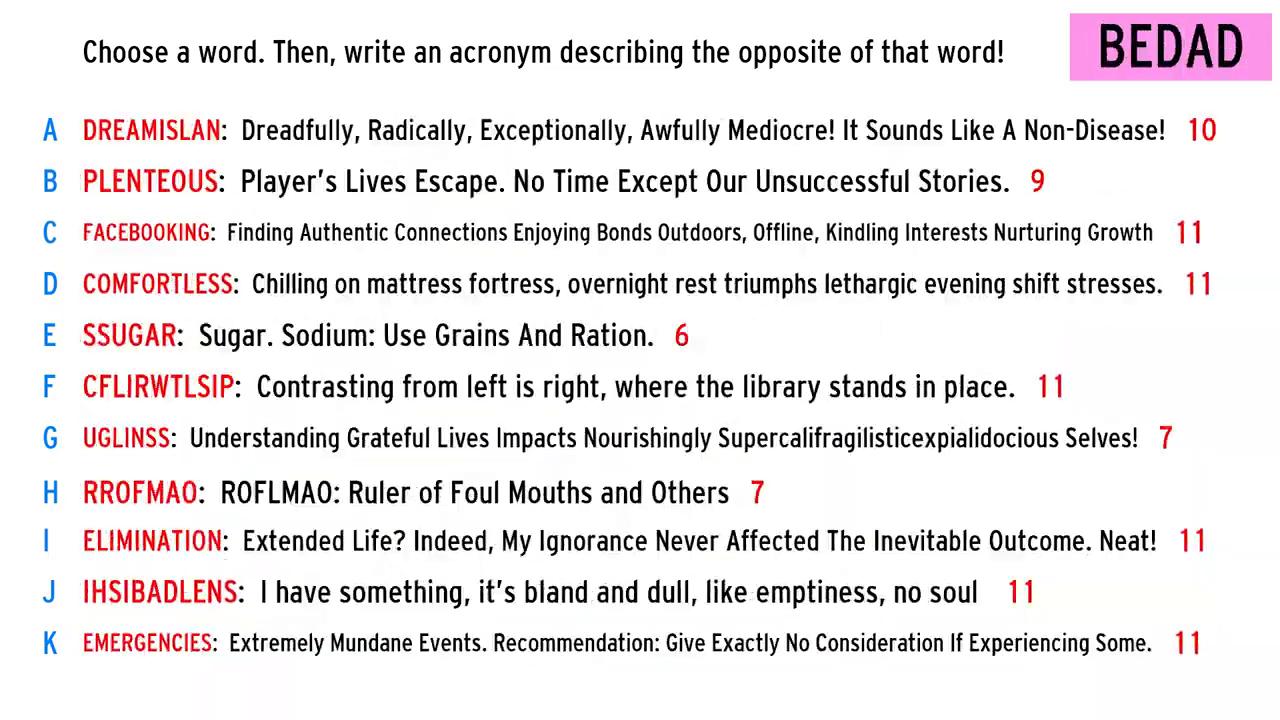 Choose a word. Then, write an acronym describing the opposite of that word!
BEDAD
A DREAMISLAN: Dreadfully, Radically, Exceptionally, Awfully Mediocre! It Sounds Like A Non-Disease! 10
B PLENTEOUS: Player's Lives Escape. No Time Except Our Unsuccessful Stories. 9
C FACEBOOKING: Finding Authentic Connections Enjoying Bonds Outdoors, Offline, Kindling Interests Nurturing Growth 11
D COMFORTLESS: Chilling on mattress fortress, overnight rest triumphs lethargic evening shift stresses. 11
E SSUGAR: Sugar. Sodium: Use Grains And Ration. 6
F CFLIRWTLSIP: Contrasting from left is right, where the library stands in place. 11
G UGLINSS: Understanding Grateful Lives Impacts Nourishingly Supercalifragilisticexpialidocious Selves! 7
H RROFMAO: ROFLMAO: Ruler of Foul Mouths and Others 7
I ELIMINATION: Extended Life? Indeed, My Ignorance Never Affected The Inevitable Outcome. Neat! 11
J IHSIBADLENS: I have something, it's bland and dull, like emptiness, no soul 11
K EMERGENCIES: Extremely Mundane Events. Recommendation: Give Exactly No Consideration If Experiencing Some. 11